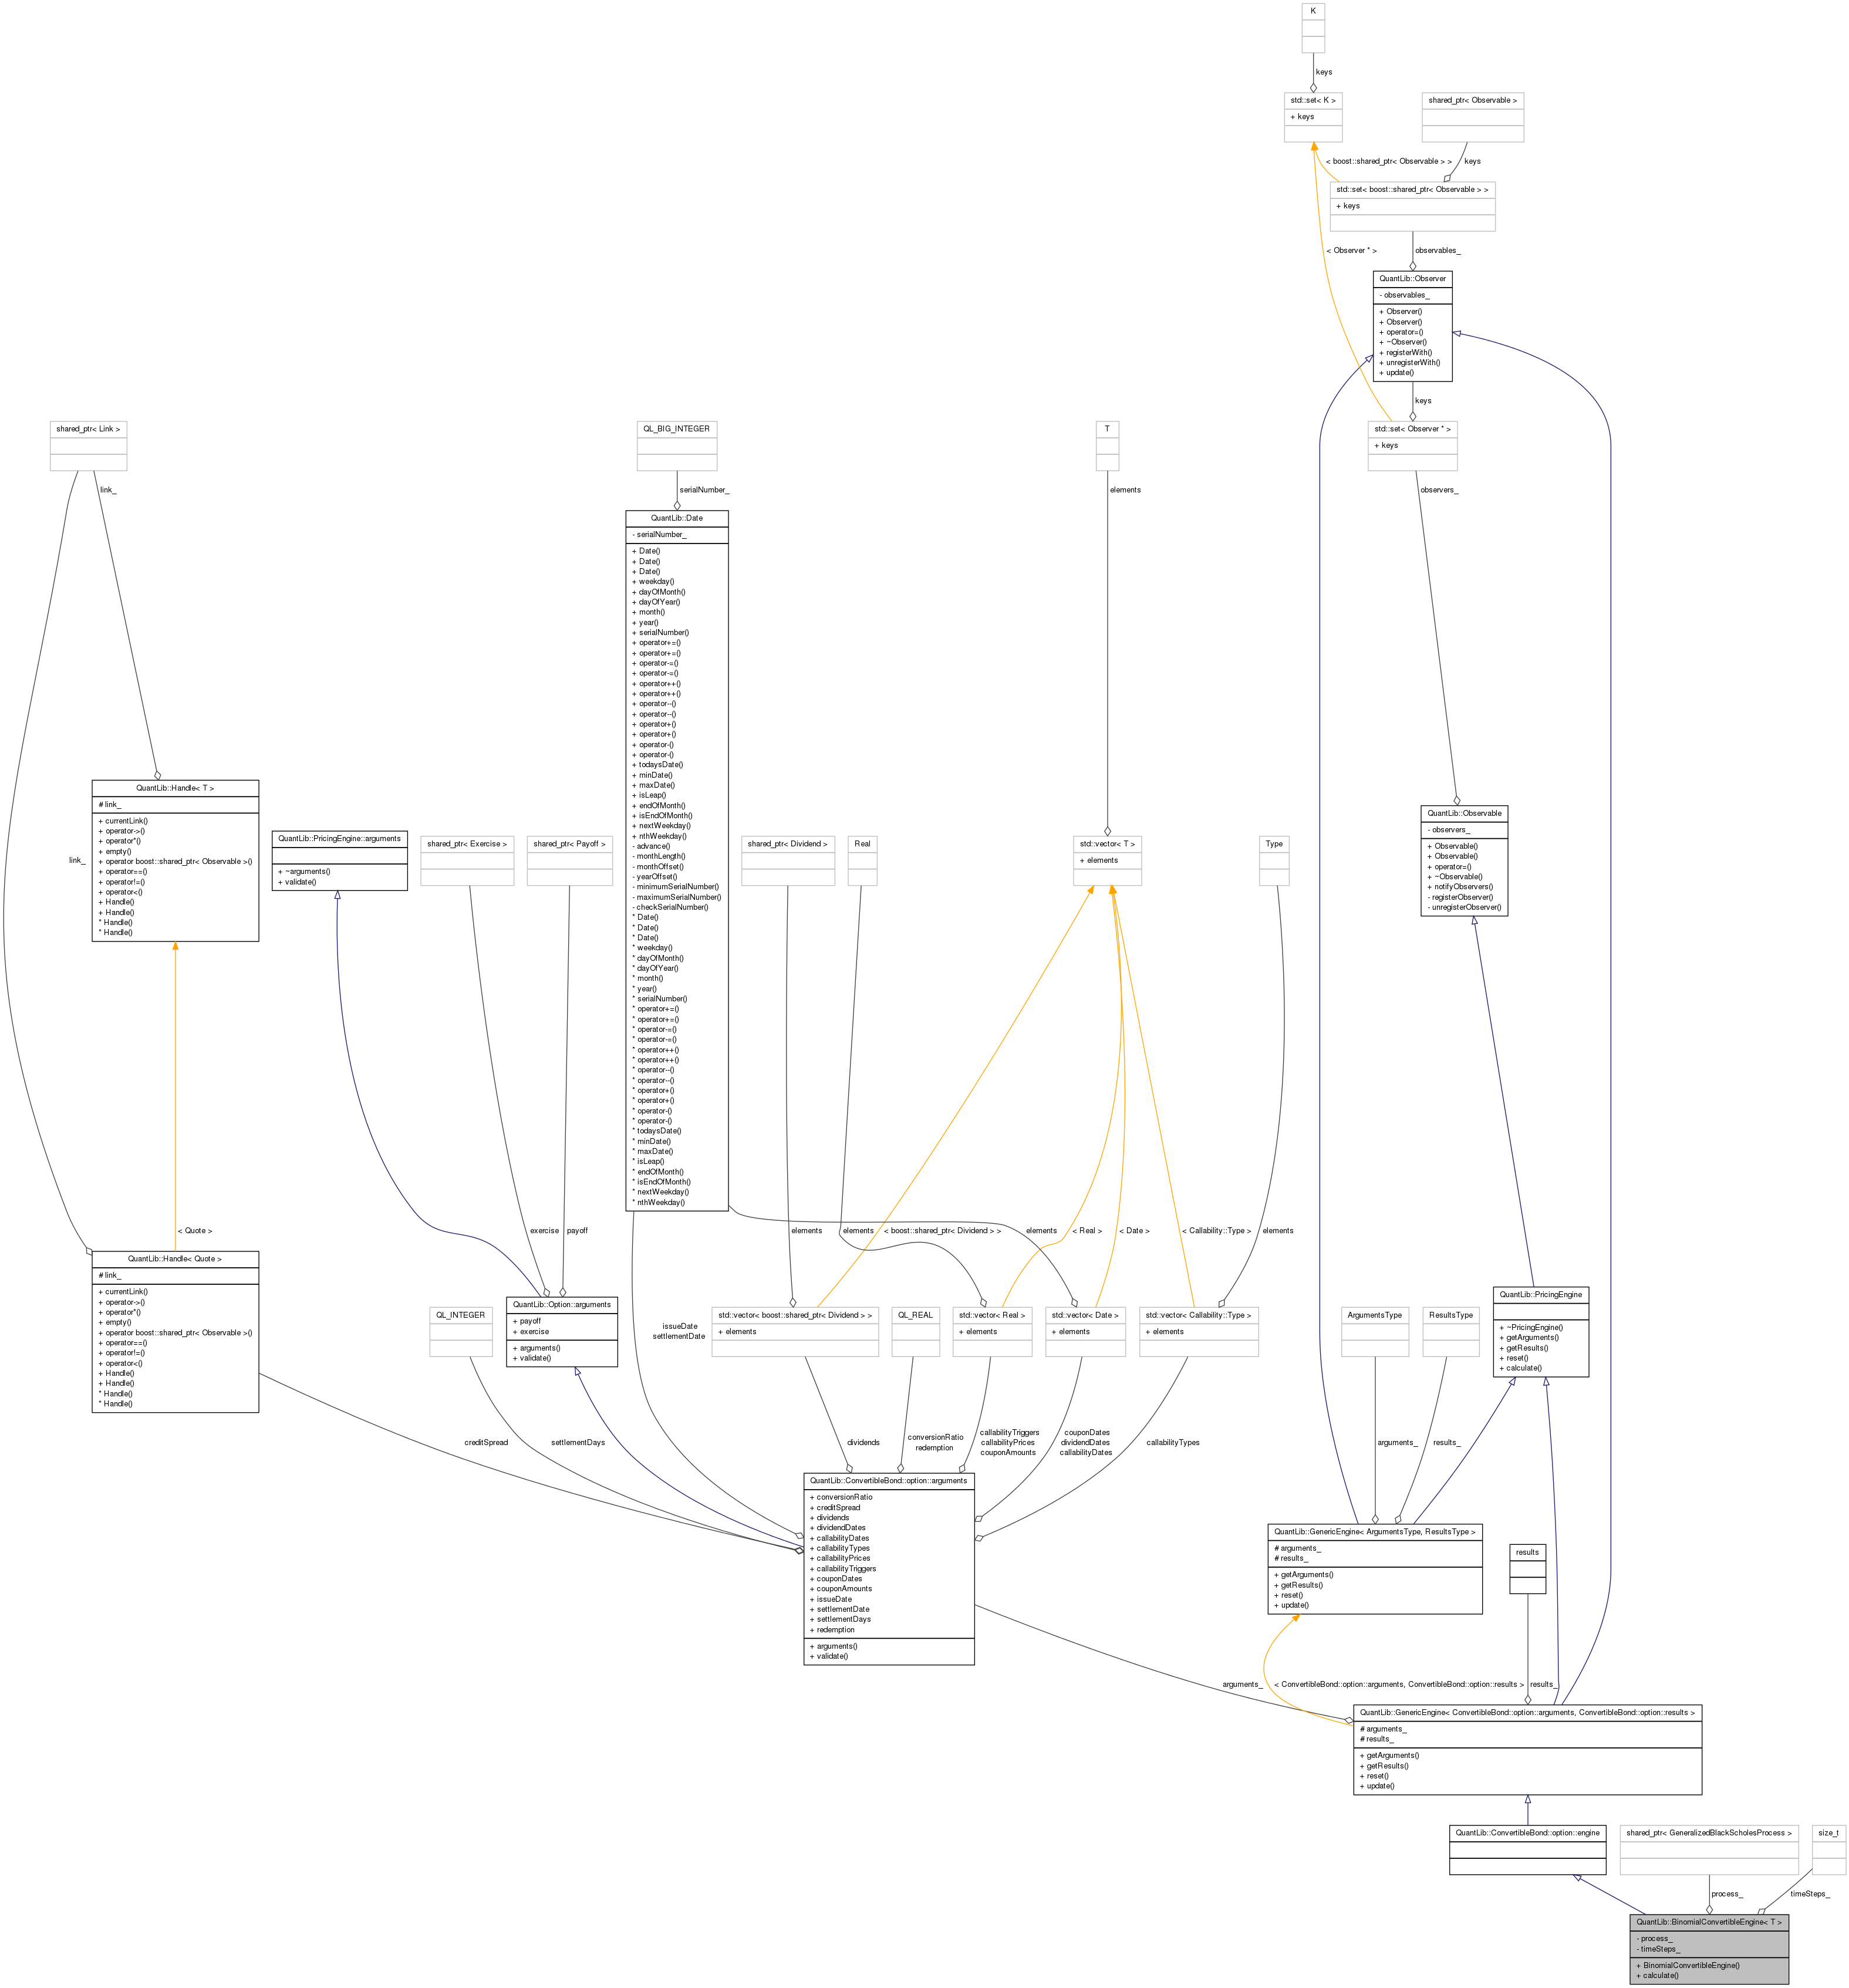 K
keys
std::set< K >
+ keys
shared_ptr< Observable >
< boost::shared_ptr< Observable > >
keys
std::set< boost::shared_ptr< Observable > >
+ keys
< Observer * >
observables_
QuantLib::Observer
- observables_
+ Observer()
+ Observer()
+ operator=()
+ ~Observer()
+ registerWith()
+ unregisterWith()
+ update()
keys
shared_ptr< Link >
QL_BIG_INTEGER
T
std::set< Observer * >
+ keys
link_
serialNumber_
elements
observers_
QuantLib::Date
- serialNumber_
+ Date()
+ Date()
+ Date()
+ weekday()
+ dayOfMonth()
+ dayOfYear()
+ month()
+ year()
+ serialNumber()
+ operator+=()
+ operator+=()
+ operator-=()
+ operator-=()
+ operator++()
+ operator++()
+ operator--()
+ operator--()
+ operator+()
+ operator+()
+ operator-()
+ operator-()
+ todaysDate()
+ minDate()
+ maxDate()
+ isLeap()
+ endOfMonth()
+ isEndOfMonth()
+ nextWeekday()
+ nthWeekday()
- advance()
- monthLength()
- monthOffset()
- yearOffset()
- minimumSerialNumber()
- maximumSerialNumber()
- checkSerialNumber()
* Date()
* Date()
* Date()
* weekday()
* dayOfMonth()
* dayOfYear()
* month()
* year()
* serialNumber()
* operator+=()
* operator+=()
* operator-=()
* operator-=()
* operator++()
* operator++()
* operator--()
* operator--()
* operator+()
* operator+()
* operator-()
* operator-()
* todaysDate()
* minDate()
* maxDate()
* isLeap()
* endOfMonth()
* isEndOfMonth()
* nextWeekday()
* nthWeekday()
QuantLib::Handle< T >
# link_
+ currentLink()
+ operator->()
+ operator*()
+ empty()
+ operator boost::shared_ptr< Observable >()
+ operator==()
+ operator!=()
+ operator<()
+ Handle()
+ Handle()
* Handle()
* Handle()
link_
QuantLib::PricingEngine::arguments
+ ~arguments()
+ validate()
shared_ptr< Exercise >
shared_ptr< Payoff >
shared_ptr< Dividend >
Real
std::vector< T >
+ elements
Type
QuantLib::Observable
- observers_
+ Observable()
+ Observable()
+ operator=()
+ ~Observable()
+ notifyObservers()
- registerObserver()
- unregisterObserver()
< Quote >
exercise
payoff
elements
elements
< boost::shared_ptr< Dividend > >
elements
< Real >
< Date >
< Callability::Type >
elements
QuantLib::Handle< Quote >
# link_
+ currentLink()
+ operator->()
+ operator*()
+ empty()
+ operator boost::shared_ptr< Observable >()
+ operator==()
+ operator!=()
+ operator<()
+ Handle()
+ Handle()
* Handle()
* Handle()
QL_INTEGER
QuantLib::Option::arguments
+ payoff
+ exercise
+ arguments()
+ validate()
issueDate
settlementDate
std::vector< boost::shared_ptr< Dividend > >
+ elements
QL_REAL
std::vector< Real >
+ elements
std::vector< Date >
+ elements
std::vector< Callability::Type >
+ elements
ArgumentsType
ResultsType
QuantLib::PricingEngine
+ ~PricingEngine()
+ getArguments()
+ getResults()
+ reset()
+ calculate()
creditSpread
settlementDays
dividends
conversionRatio
redemption
callabilityTriggers
callabilityPrices
couponAmounts
couponDates
dividendDates
callabilityDates
callabilityTypes
arguments_
results_
QuantLib::ConvertibleBond::option::arguments
+ conversionRatio
+ creditSpread
+ dividends
+ dividendDates
+ callabilityDates
+ callabilityTypes
+ callabilityPrices
+ callabilityTriggers
+ couponDates
+ couponAmounts
+ issueDate
+ settlementDate
+ settlementDays
+ redemption
+ arguments()
+ validate()
QuantLib::GenericEngine< ArgumentsType, ResultsType >
# arguments_
# results_
+ getArguments()
+ getResults()
+ reset()
+ update()
results
arguments_
< ConvertibleBond::option::arguments, ConvertibleBond::option::results >
results_
QuantLib::GenericEngine< ConvertibleBond::option::arguments, ConvertibleBond::option::results >
# arguments_
# results_
+ getArguments()
+ getResults()
+ reset()
+ update()
QuantLib::ConvertibleBond::option::engine
shared_ptr< GeneralizedBlackScholesProcess >
size_t
process_
timeSteps_
QuantLib::BinomialConvertibleEngine< T >
- process_
- timeSteps_
+ BinomialConvertibleEngine()
+ calculate()